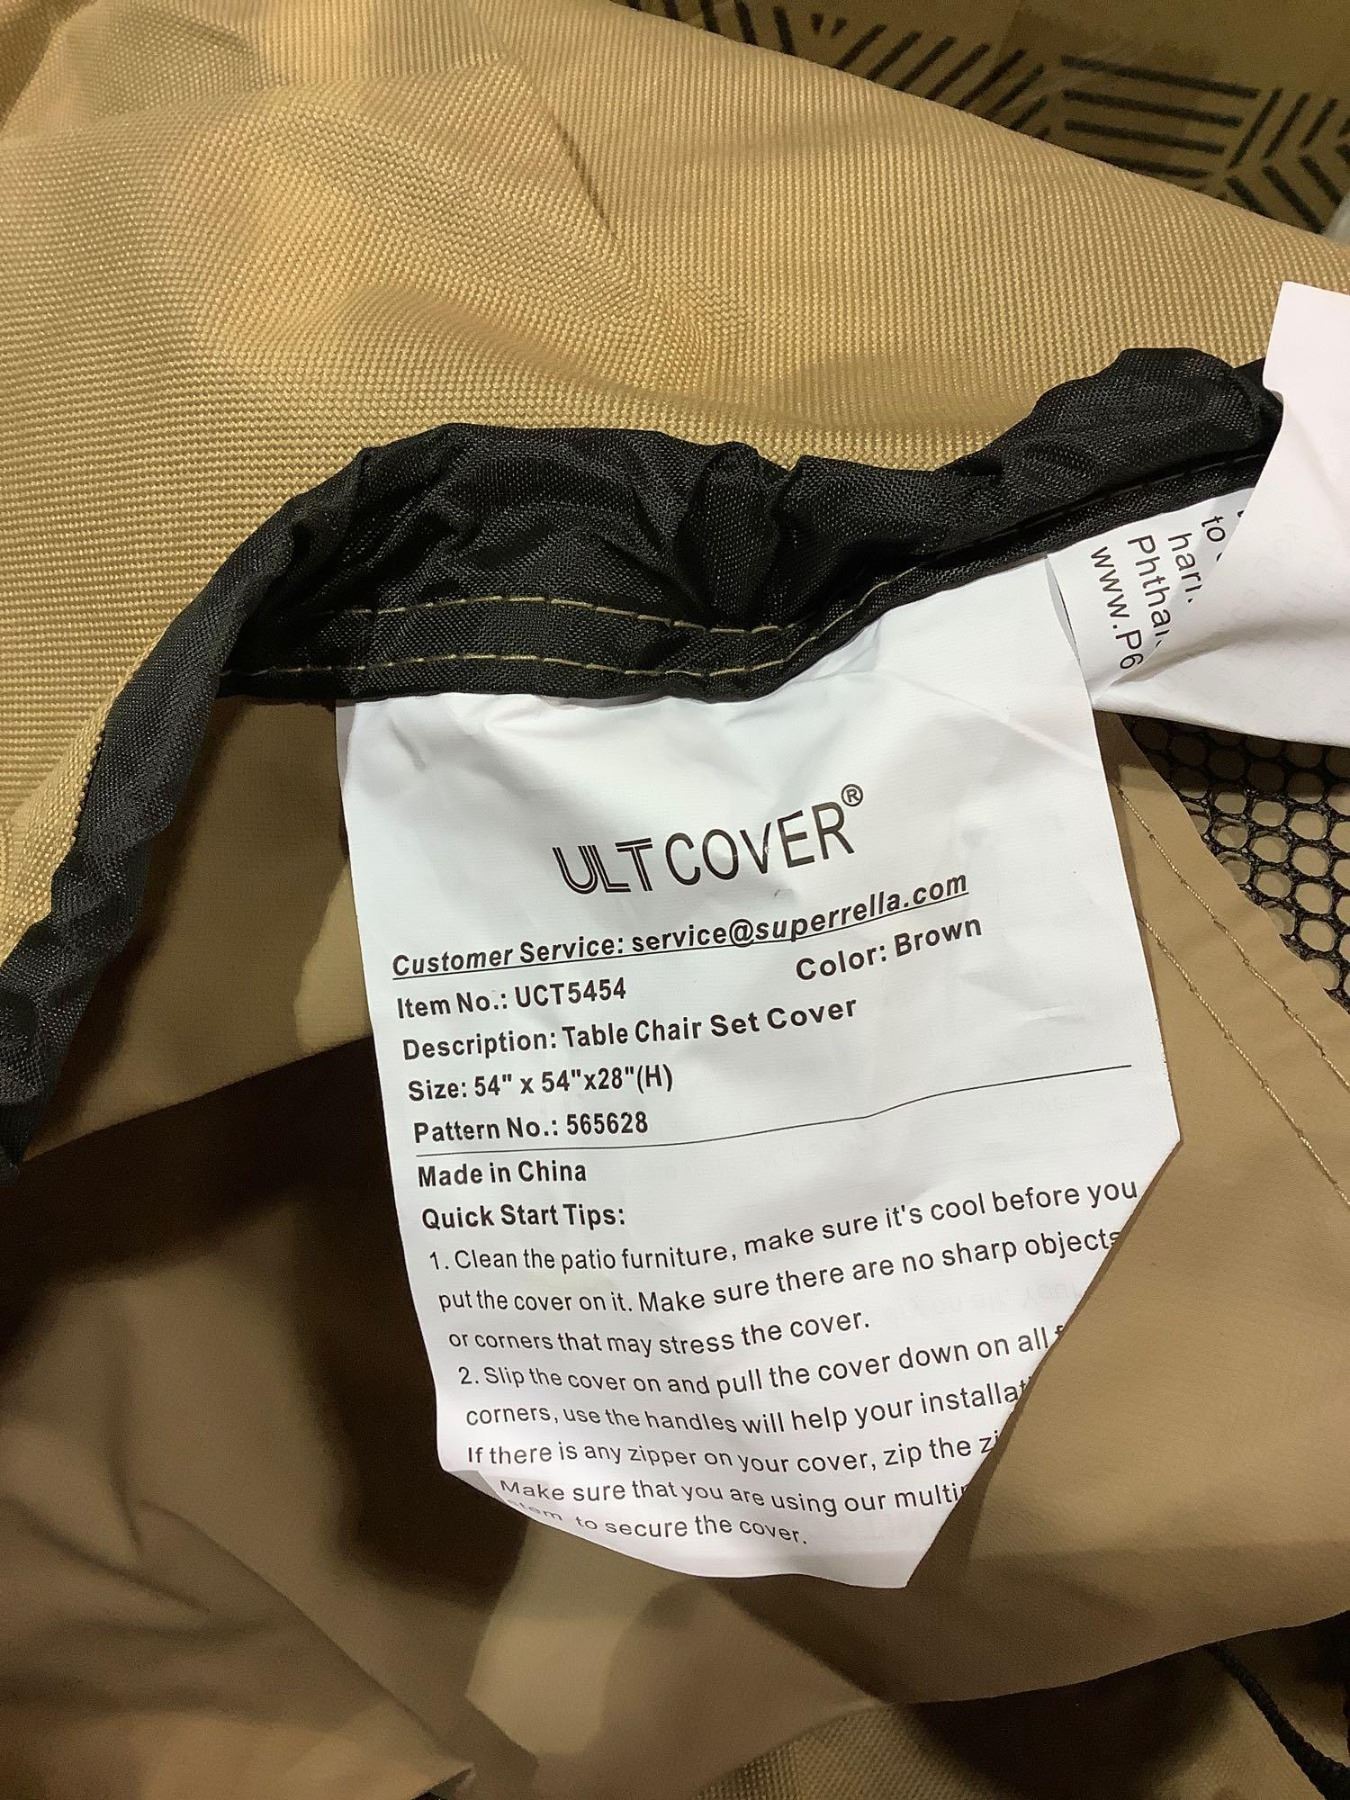 ULTCOVER®
Customer Service: service@superrella.com
Item No.: UCT5454 Color: Brown
Description: Table Chair Set Cover
Size: 54" x 54"x28"(H)
Pattern No.: 565628
Made in China
Quick Start Tips:
1. Clean the patio furniture, make sure it's cool before you
put the cover on it. Make sure there are no sharp objects
or corners that may stress the cover.
2. Slip the cover on and pull the cover down on all
corners, use the handles will help your
If there is any zipper on your cover, zip the
Make sure that you are using our
to secure the cover.
to
www.P6